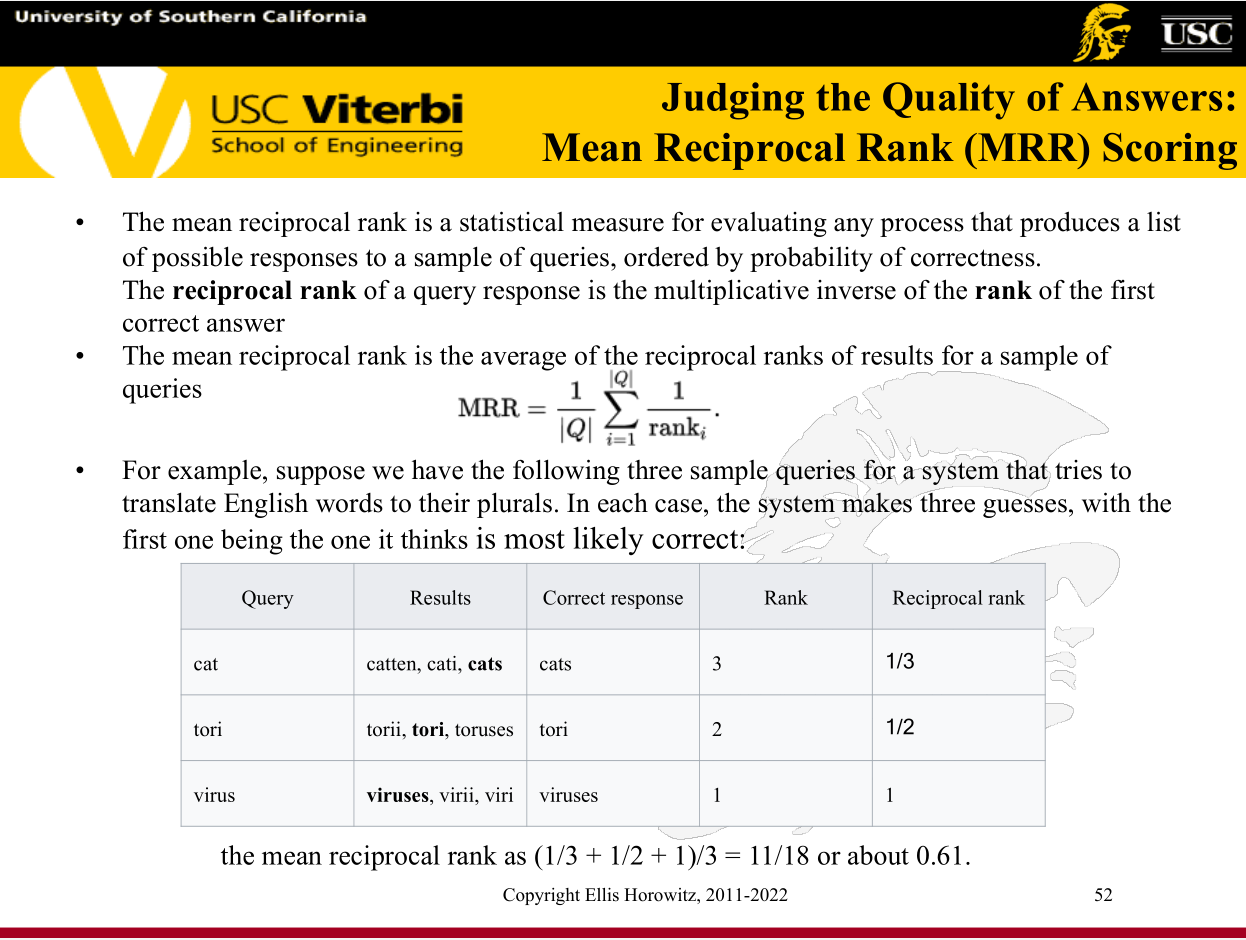 University of Southern California
USC
USC Viterbi
School of Engineering
Judging the Quality of Answers:
Mean Reciprocal Rank (MRR) Scoring
• The mean reciprocal rank is a statistical measure for evaluating any process that produces a list
of possible responses to a sample of queries, ordered by probability of correctness.
The reciprocal rank of a query response is the multiplicative inverse of the rank of the first
correct answer
• The mean reciprocal rank is the average of the reciprocal ranks of results for a sample of
queries
MRR = \frac{1}{|Q|} \sum_{i=1}^{|Q|} \frac{1}{\text{rank}_i}.
• For example, suppose we have the following three sample queries for a system that tries to
translate English words to their plurals. In each case, the system makes three guesses, with the
first one being the one it thinks is most likely correct:
Query Results Correct response Rank Reciprocal rank
cat catten, cati, cats cats 3 1/3
tori torii, tori, toruses tori 2 1/2
virus viruses, virii, viri viruses 1 1
the mean reciprocal rank as (1/3 + 1/2 + 1)/3 = 11/18 or about 0.61.
Copyright Ellis Horowitz, 2011-2022 52